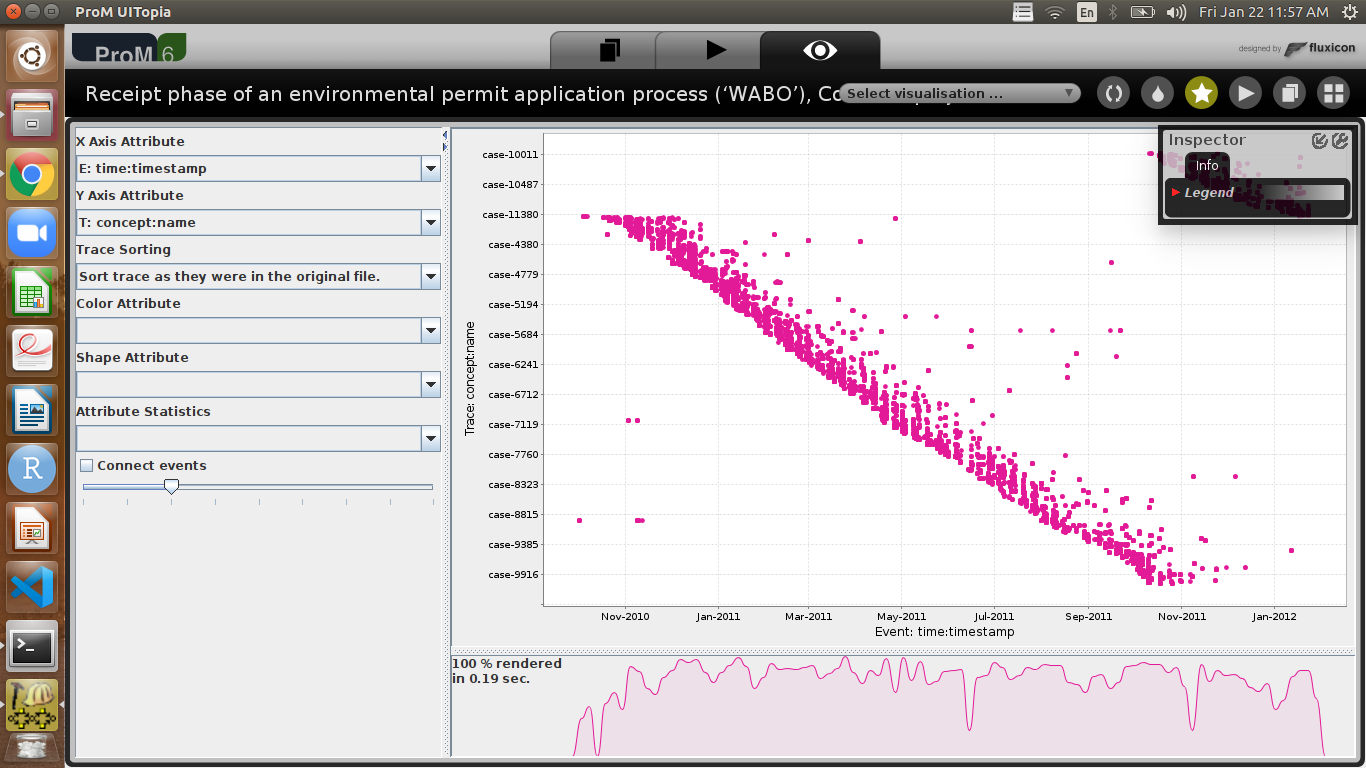 ProM UITopia
En
Fri Jan 22 11:57 AM
ProM 6
designed by fluxicon
Receipt phase of an environmental permit application process (‘WABO’), Co
Select visualisation ...
X Axis Attribute
E: time:timestamp
Y Axis Attribute
T: concept:name
Trace Sorting
Sort trace as they were in the original file.
Color Attribute
Shape Attribute
Attribute Statistics
Connect events
Inspector
Info
Legend
Trace: concept:name
case-10011
case-10487
case-11380
case-4380
case-4779
case-5194
case-5684
case-6241
case-6712
case-7119
case-7760
case-8323
case-8815
case-9385
case-9916
Nov-2010 Jan-2011 Mar-2011 May-2011 Jul-2011 Sep-2011 Nov-2011 Jan-2012
Event: time:timestamp
100 % rendered
in 0.19 sec.
R